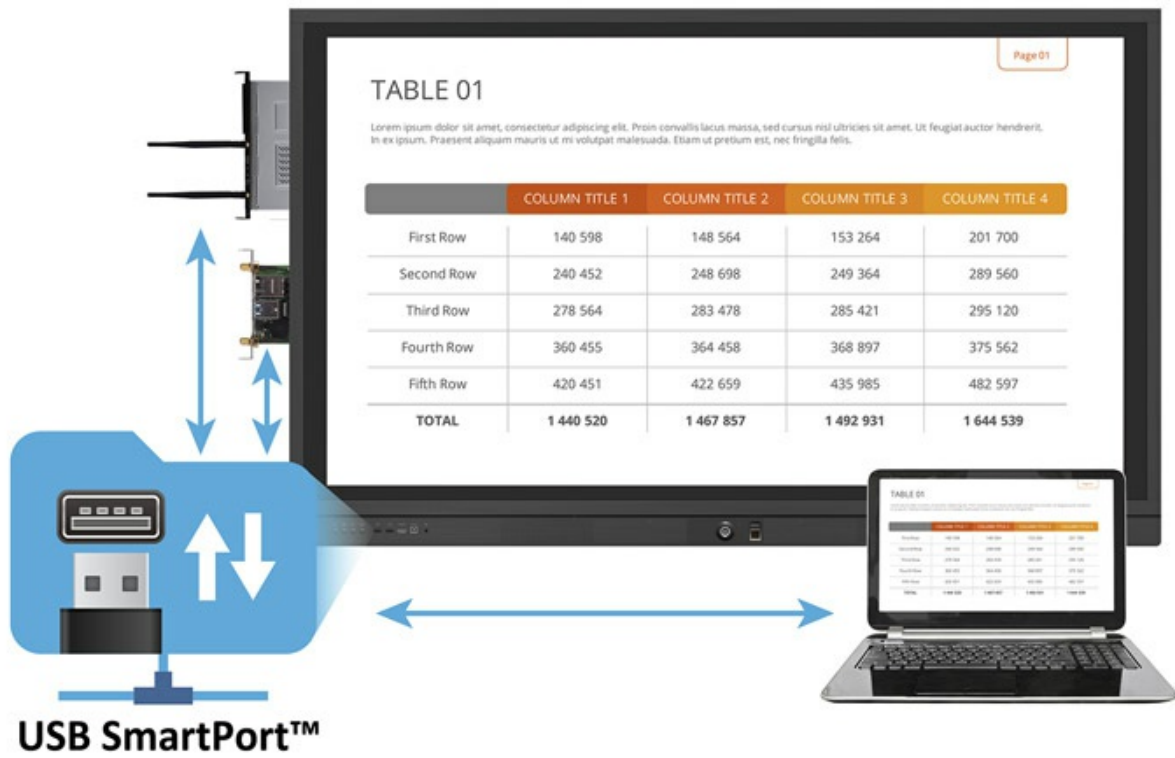 Page 01
TABLE 01
Lorem ipsum dolor sit amet, consectetur adipiscing elit. Proin convallis lacus massa, sed cursus nisl ultricies sit amet. Ut feugiat auctor hendrerit.
In ex ipsum. Praesent aliquam mauris ut mi volutpat malesuada. Etiam ut pretium est, nec fringilla felis.
COLUMN TITLE 1 COLUMN TITLE 2 COLUMN TITLE 3 COLUMN TITLE 4
First Row 140 598 148 564 153 264 201 700
Second Row 240 452 248 698 249 364 289 560
Third Row 278 564 283 478 285 421 295 120
Fourth Row 360 455 364 458 368 897 375 562
Fifth Row 420 451 422 659 435 985 482 597
TOTAL 1 440 520 1 467 857 1 492 931 1 644 539
TABLE 01
USB SmartPort™